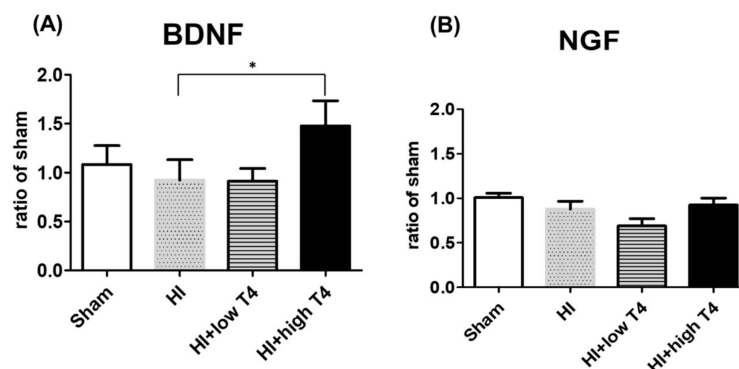 (A)
BDNF
*
2.0
1.5
1.0
0.5
0.0
ratio of sham
Sham
HI
HI+low T4
HI+high T4
(B)
NGF
2.0
1.5
1.0
0.5
0.0
ratio of sham
Sham
HI
HI+low T4
HI+high T4